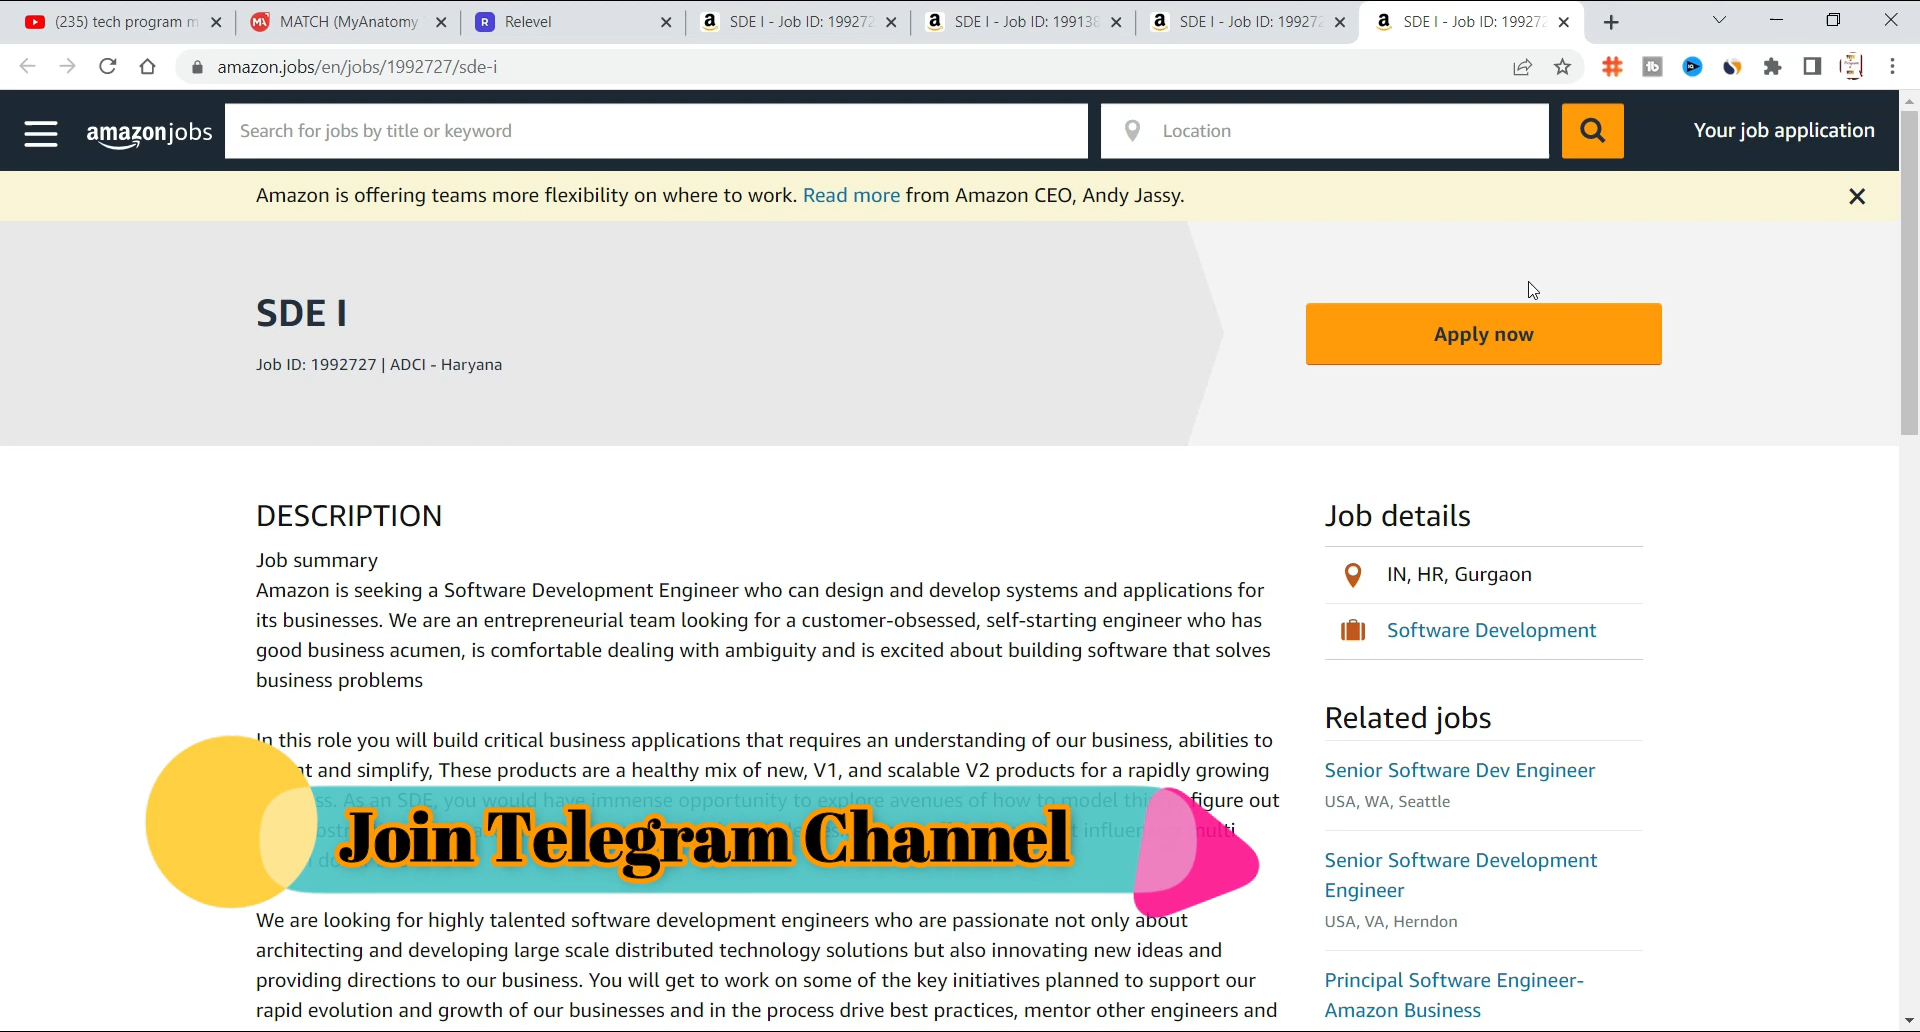 (235) tech program m
MATCH (MyAnatomy
Relevel
SDE I - Job ID: 199272
SDE I - Job ID: 199138
SDE I - Job ID: 199272
SDE I - Job ID: 199272
amazon.jobs/en/jobs/1992727/sde-i
amazonjobs
Search for jobs by title or keyword
Location
Your job application
Amazon is offering teams more flexibility on where to work. Read more from Amazon CEO, Andy Jassy.
SDE I
Job ID: 1992727 | ADCI - Haryana
Apply now
DESCRIPTION
Job summary
Amazon is seeking a Software Development Engineer who can design and develop systems and applications for
its businesses. We are an entrepreneurial team looking for a customer-obsessed, self-starting engineer who has
good business acumen, is comfortable dealing with ambiguity and is excited about building software that solves
business problems
In this role you will build critical business applications that requires an understanding of our business, abilities to
and simplify, These products are a healthy mix of new, V1, and scalable V2 products for a rapidly growing
As an SDE, you would have immense opportunity to explore avenues of how to model figure out
Join Telegram Channel
We are looking for highly talented software development engineers who are passionate not only about
architecting and developing large scale distributed technology solutions but also innovating new ideas and
providing directions to our business. You will get to work on some of the key initiatives planned to support our
rapid evolution and growth of our businesses and in the process drive best practices, mentor other engineers and
Job details
IN, HR, Gurgaon
Software Development
Related jobs
Senior Software Dev Engineer
USA, WA, Seattle
Senior Software Development
Engineer
USA, VA, Herndon
Principal Software Engineer-
Amazon Business